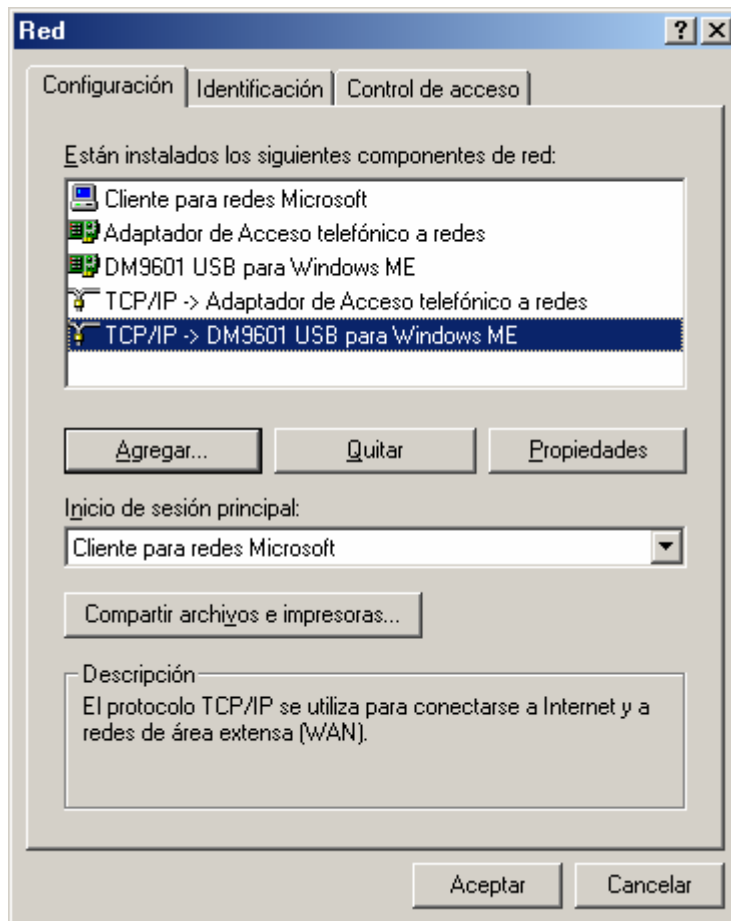 Red
Configuración
Identificación
Control de acceso
Están instalados los siguientes componentes de red:
Cliente para redes Microsoft
Adaptador de Acceso telefónico a redes
DM9601 USB para Windows ME
TCP/IP -> Adaptador de Acceso telefónico a redes
TCP/IP -> DM9601 USB para Windows ME
Agregar...
Quitar
Propiedades
Inicio de sesión principal:
Cliente para redes Microsoft
Compartir archivos e impresoras...
Descripción
El protocolo TCP/IP se utiliza para conectarse a Internet y a
redes de área extensa (WAN).
Aceptar
Cancelar